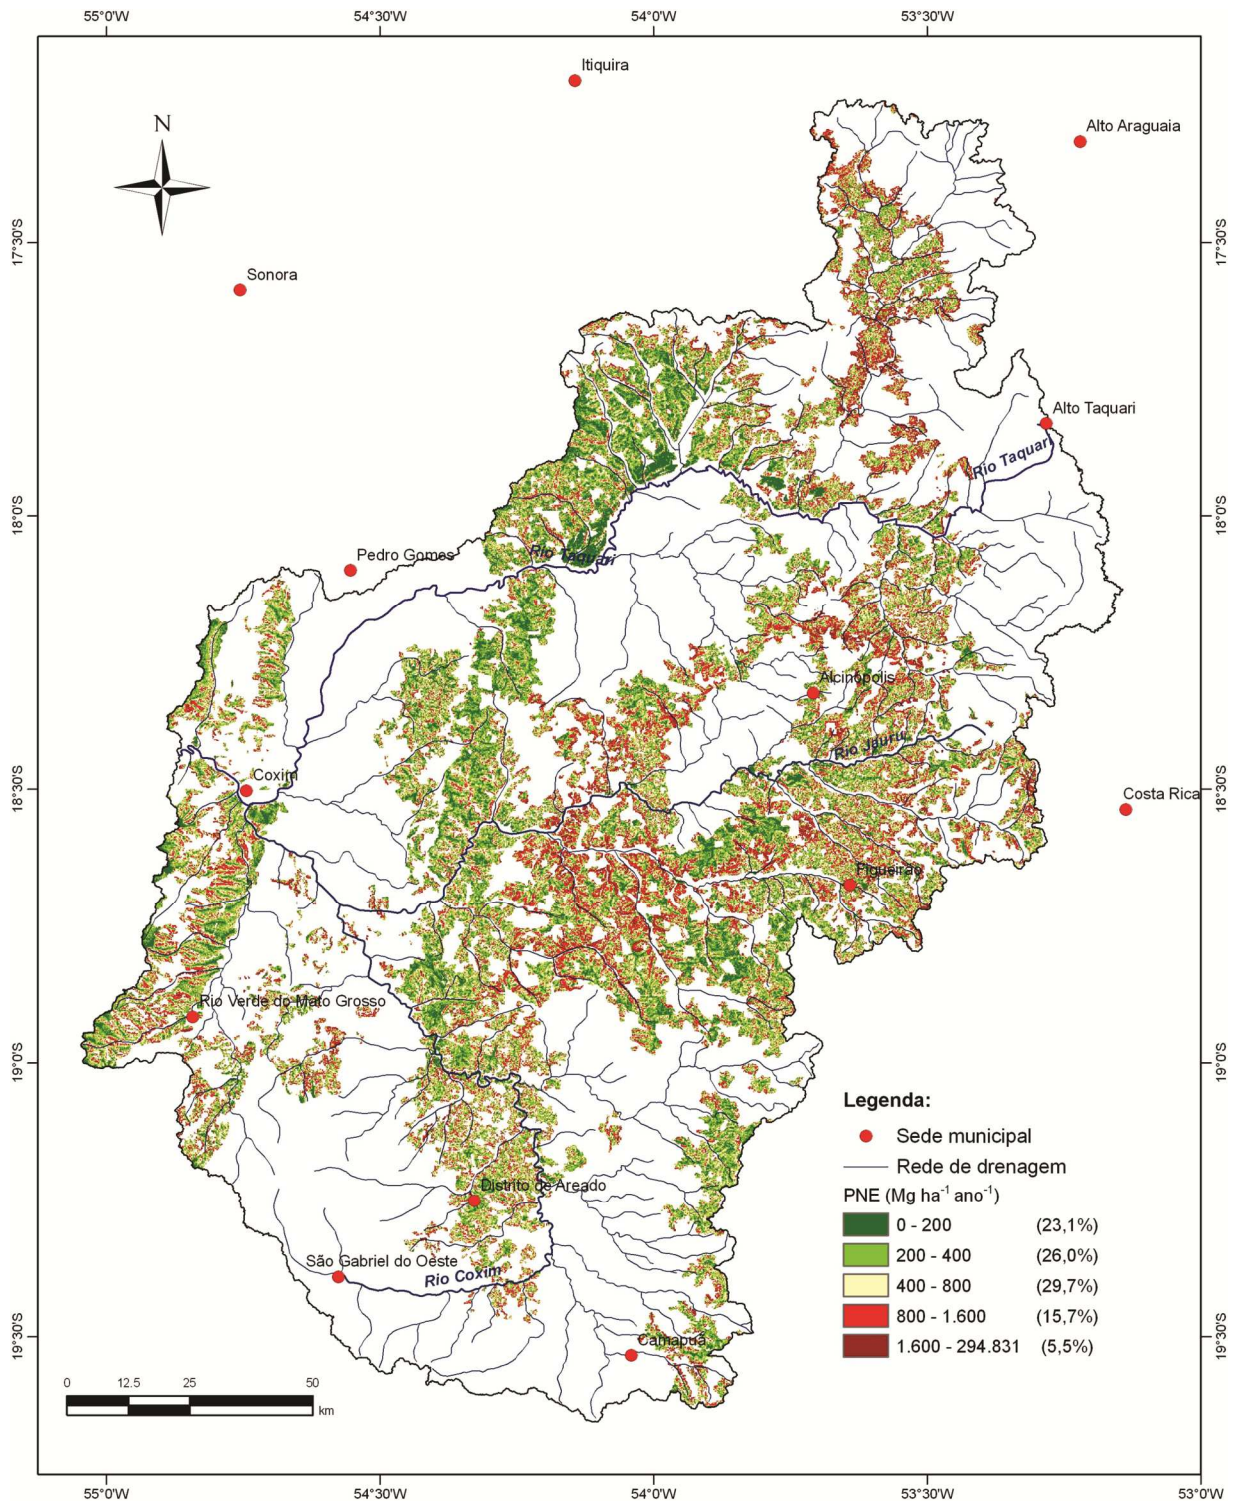 55°0'W 54°30'W 54°0'W 53°30'W
Itiquira
Alto Araguaia
N
17°30'S 17°30'S
Sonora
Alto Taquari
Rio Taquari
18°0'S 18°0'S
Pedro Gomes
Rio Taquari
Alcinópolis
Rio Jauru
Coxim
18°30'S 18°30'S
Costa Rica
Figueirão
Rio Verde do Mato Grosso
19°0'S 19°0'S
Distrito de Areado
São Gabriel do Oeste
Rio Coxim
Camapuã
19°30'S 19°30'S
Legenda:
Sede municipal
Rede de drenagem
PNE (Mg ha⁻¹ ano⁻¹)
0 - 200 (23,1%)
200 - 400 (26,0%)
400 - 800 (29,7%)
800 - 1.600 (15,7%)
1.600 - 294.831 (5,5%)
0 12.5 25 50
km
55°0'W 54°30'W 54°0'W 53°30'W 53°0'W